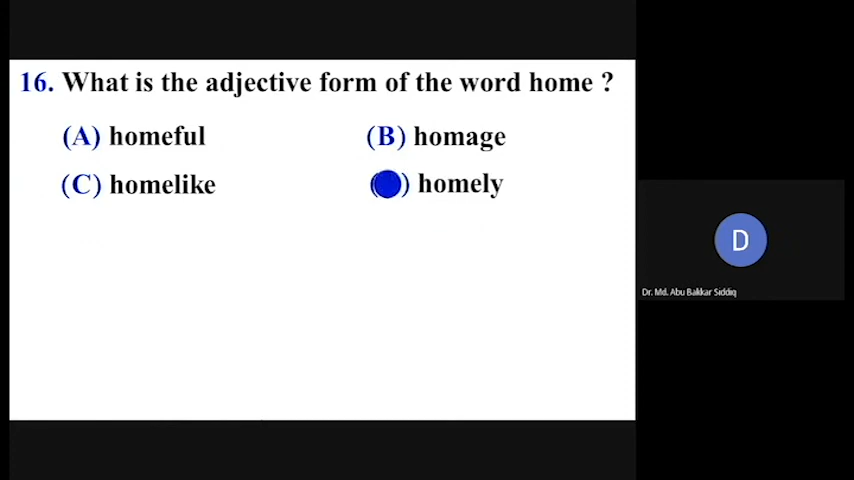 16. What is the adjective form of the word home ?
(A) homeful (B) homage
(C) homelike ( ) homely
D
Dr. Md. Abu Bakkar Siddiq